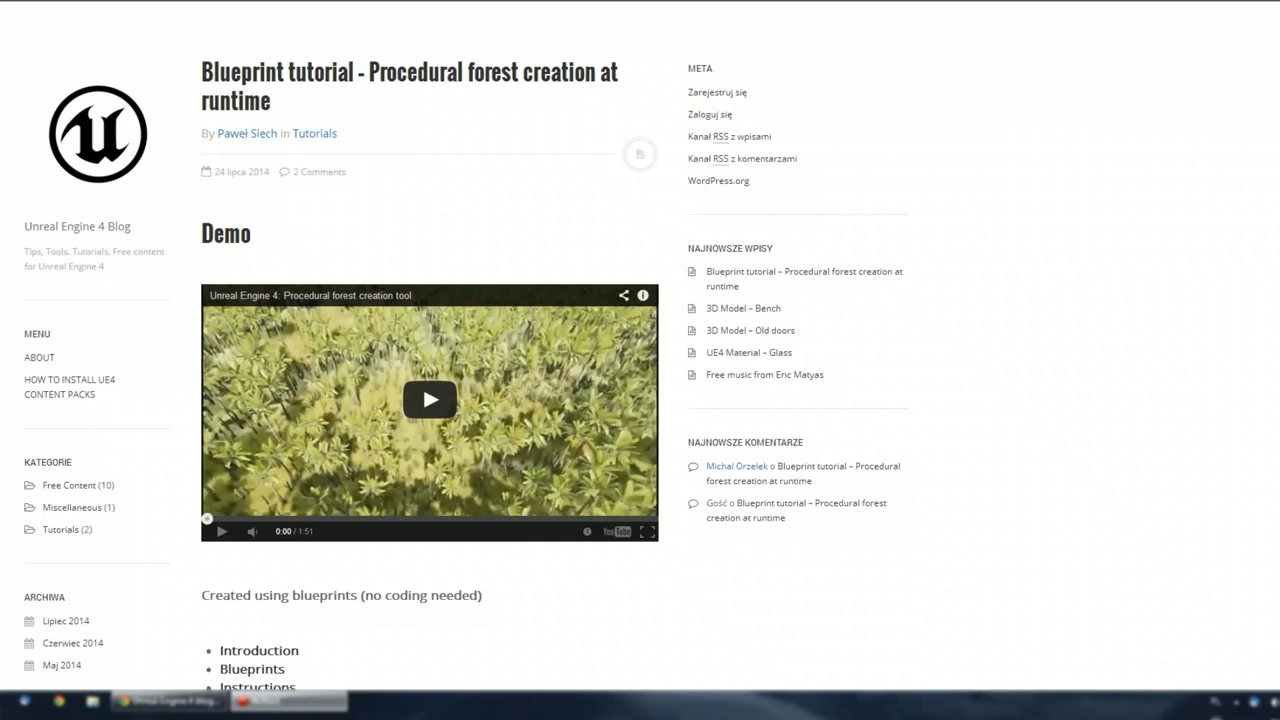 Unreal Engine 4 Blog
Tips, Tools. Tutorials, Free content
for Unreal Engine 4
MENU
ABOUT
HOW TO INSTALL UE4
CONTENT PACKS
KATEGORIE
Free Content (10)
Miscellaneous (1)
Tutorials (2)
ARCHIWA
Lipiec 2014
Czerwiec 2014
Maj 2014
Blueprint tutorial – Procedural forest creation at
runtime
By Paweł Siech in Tutorials
24 lipca 2014 2 Comments
Demo
Unreal Engine 4: Procedural forest creation tool
0:00 / 1:51
YouTube
Created using blueprints (no coding needed)
Introduction
Blueprints
Instructions
META
Zarejestruj się
Zaloguj się
Kanał RSS z wpisami
Kanał RSS z komentarzami
WordPress.org
NAJNOWSZE WPISY
Blueprint tutorial – Procedural forest creation at
runtime
3D Model – Bench
3D Model – Old doors
UE4 Material – Glass
Free music from Eric Matyas
NAJNOWSZE KOMENTARZE
Michal Orzelek o Blueprint tutorial – Procedural
forest creation at runtime
Gość o Blueprint tutorial – Procedural forest
creation at runtime
Unreal Engine 4 Blog...